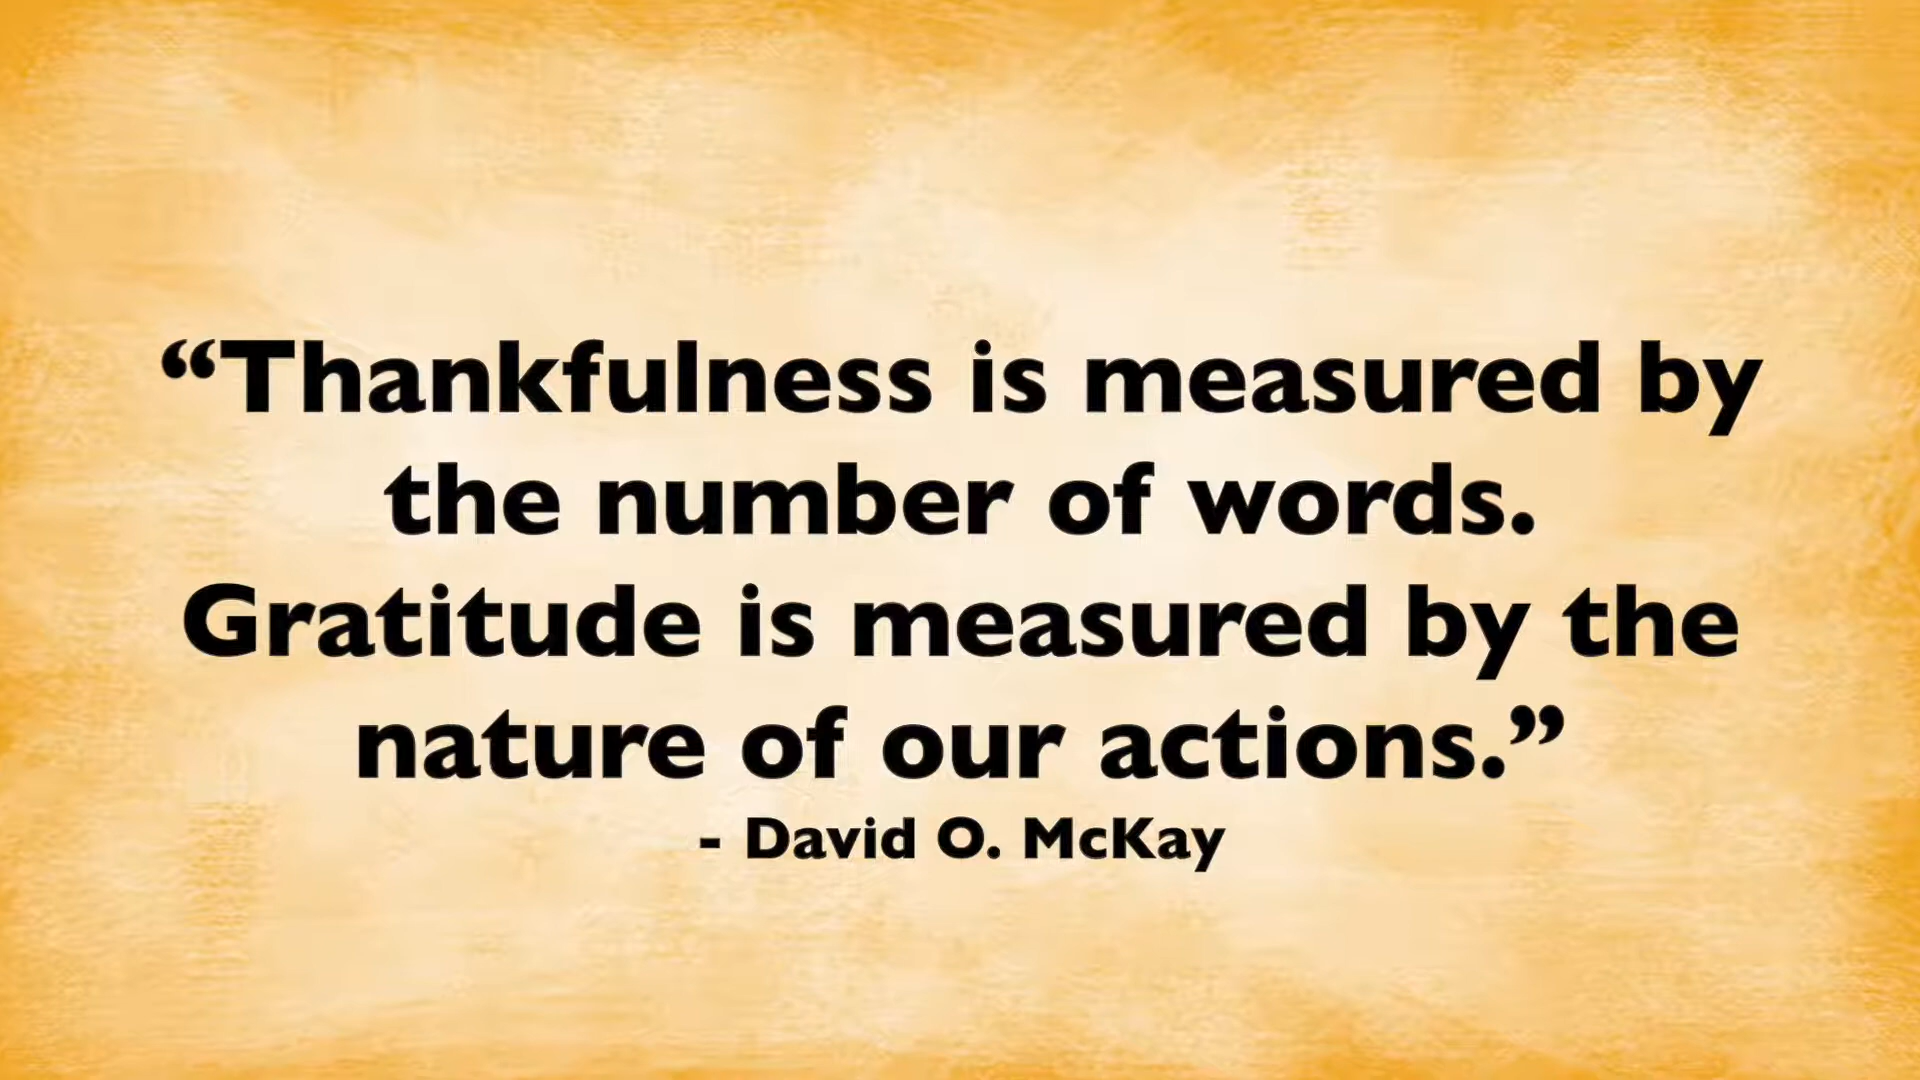 “Thankfulness is measured by
the number of words.
Gratitude is measured by the
nature of our actions.”
- David O. McKay